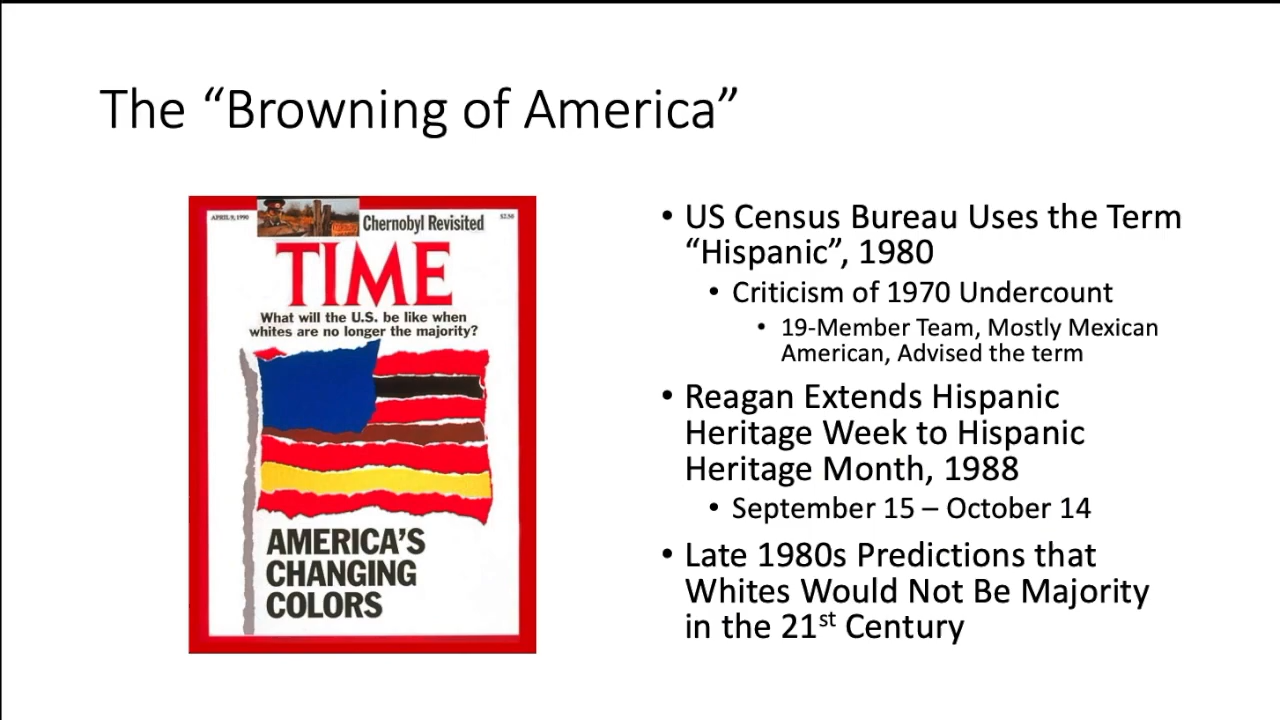 The “Browning of America”
APRIL 9, 1990
Chernobyl Revisited
$2.50
TIME
What will the U.S. be like when
whites are no longer the majority?
AMERICA’S
CHANGING
COLORS
• US Census Bureau Uses the Term
“Hispanic”, 1980
• Criticism of 1970 Undercount
• 19-Member Team, Mostly Mexican
American, Advised the term
• Reagan Extends Hispanic
Heritage Week to Hispanic
Heritage Month, 1988
• September 15 – October 14
• Late 1980s Predictions that
Whites Would Not Be Majority
in the 21st Century